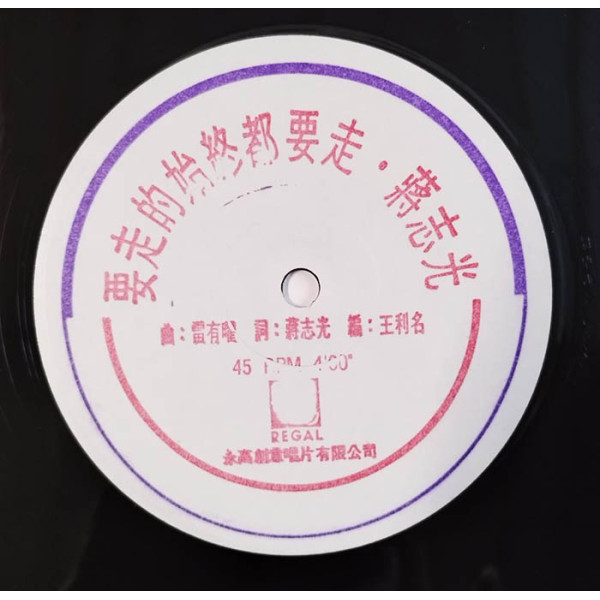 要走的始終都要走·蔣志光
曲:雷有曜 詞:蔣志光 編:王利名
45 RPM 4'00"
REGAL
永高創意唱片有限公司